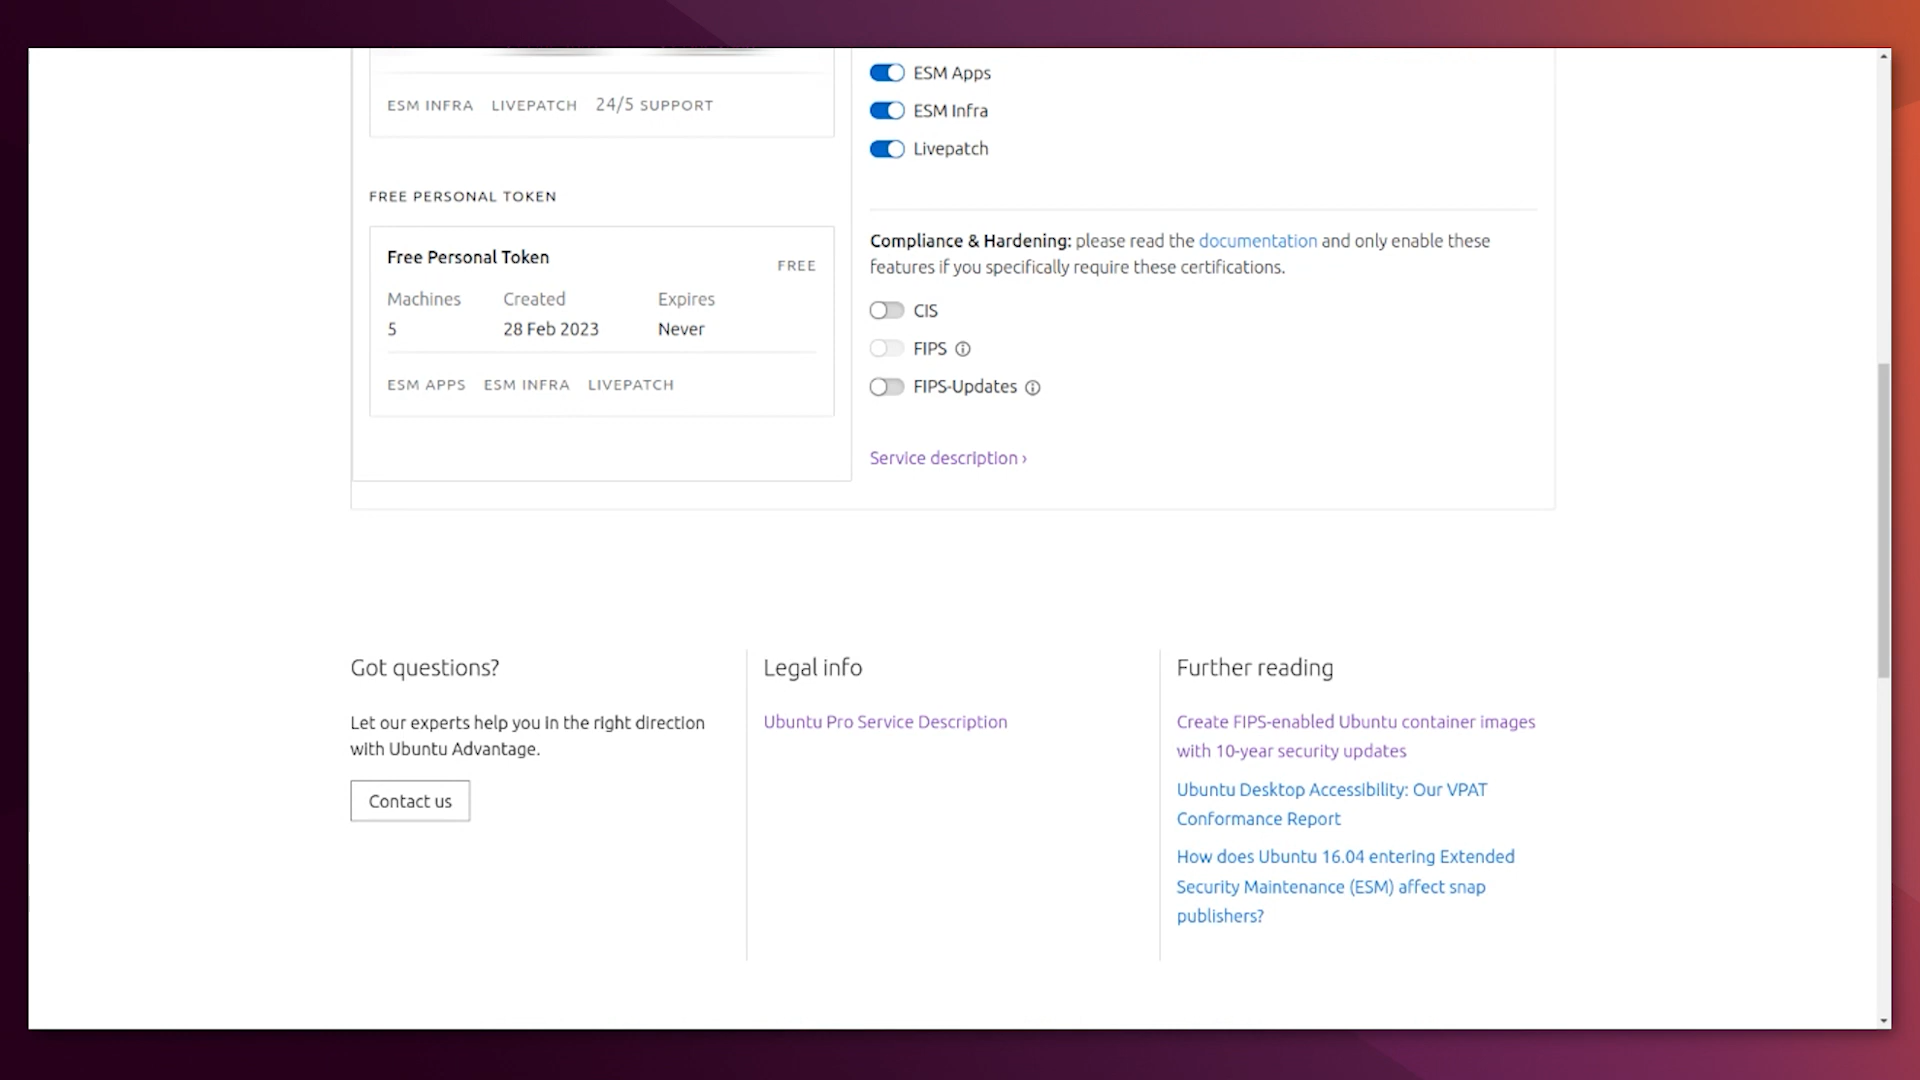 ESM INFRA LIVEPATCH 24/5 SUPPORT
FREE PERSONAL TOKEN
Free Personal Token
FREE
Machines Created Expires
5 28 Feb 2023 Never
ESM APPS ESM INFRA LIVEPATCH
ESM Apps
ESM Infra
Livepatch
Compliance & Hardening: please read the documentation and only enable these
features if you specifically require these certifications.
CIS
FIPS
FIPS-Updates
Service description ›
Got questions?
Let our experts help you in the right direction
with Ubuntu Advantage.
Contact us
Legal info
Ubuntu Pro Service Description
Further reading
Create FIPS-enabled Ubuntu container images
with 10-year security updates
Ubuntu Desktop Accessibility: Our VPAT
Conformance Report
How does Ubuntu 16.04 entering Extended
Security Maintenance (ESM) affect snap
publishers?